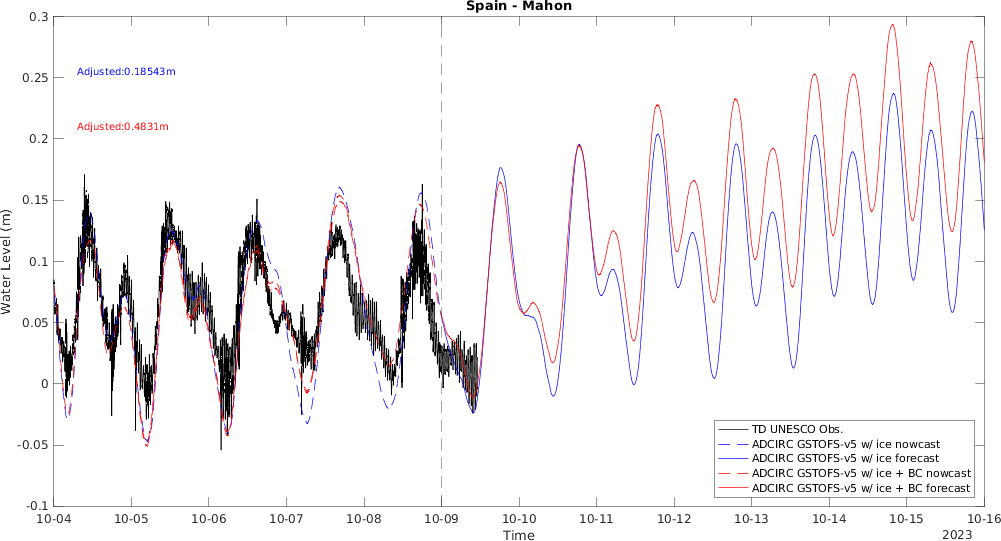 Spain - Mahon
0.3
0.25
0.2
0.15
0.1
0.05
0
-0.05
-0.1
Water Level (m)
Adjusted:0.18543m
Adjusted:0.4831m
TD UNESCO Obs.
ADCIRC GSTOFS-v5 w/ ice nowcast
ADCIRC GSTOFS-v5 w/ ice forecast
ADCIRC GSTOFS-v5 w/ ice + BC nowcast
ADCIRC GSTOFS-v5 w/ ice + BC forecast
10-04 10-05 10-06 10-07 10-08 10-09 10-10 10-11 10-12 10-13 10-14 10-15 10-16
Time
2023